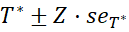 T* ± Z · se_{T*}